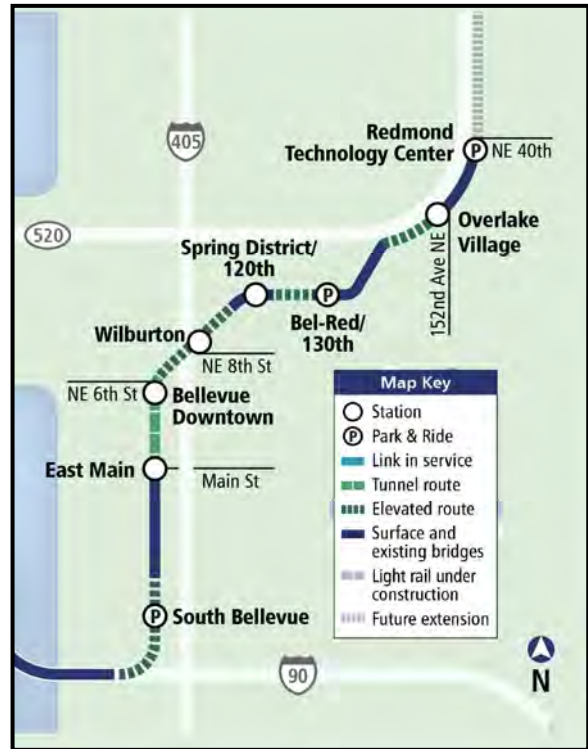 405
Redmond
Technology Center
P
NE 40th
520
Overlake
Village
152nd Ave NE
Spring District/
120th
P
Bel-Red/
130th
Wilburton
NE 8th St
NE 6th St
Bellevue
Downtown
East Main
Main St
P
South Bellevue
90
Map Key
Station
P
Park & Ride
Link in service
Tunnel route
Elevated route
Surface and
existing bridges
Light rail under
construction
Future extension
N